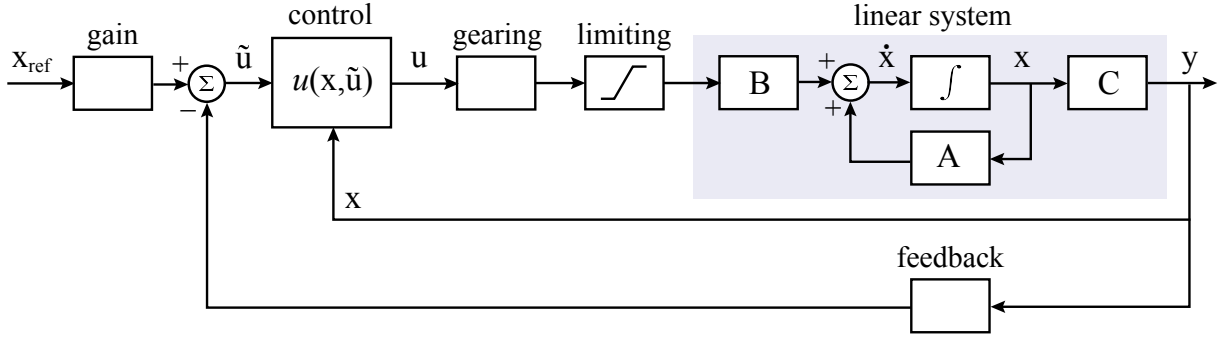 linear system
control
gain
gearing
limiting
x_ref
+
Σ
−
ũ
u(x,ũ)
u
B
+
Σ
+
ẋ
∫
x
C
y
A
x
feedback